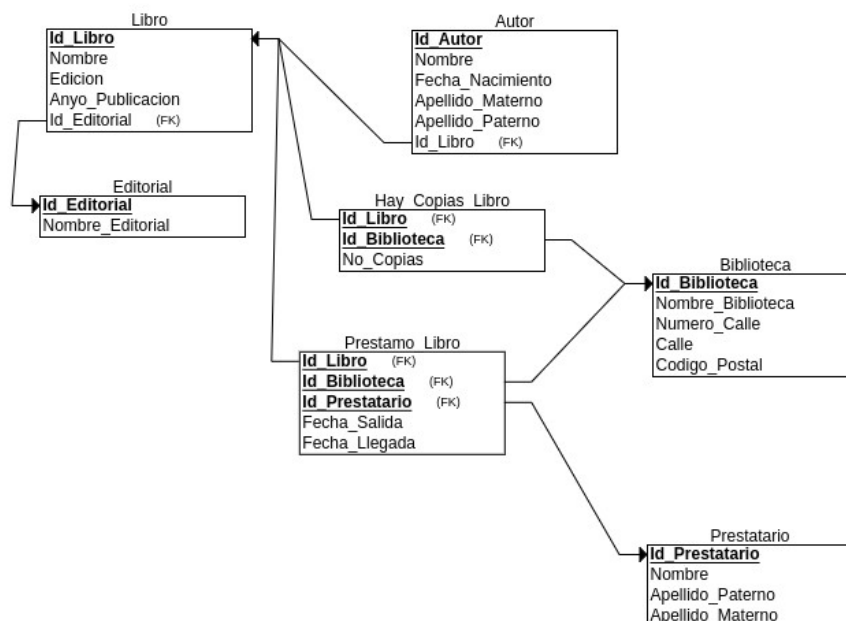 Libro
Id_Libro
Nombre
Edicion
Anyo_Publicacion
Id_Editorial (FK)
Autor
Id_Autor
Nombre
Fecha_Nacimiento
Apellido_Materno
Apellido_Paterno
Id_Libro (FK)
Editorial
Id_Editorial
Nombre_Editorial
Hay_Copias_Libro
Id_Libro (FK)
Id_Biblioteca (FK)
No_Copias
Biblioteca
Id_Biblioteca
Nombre_Biblioteca
Numero_Calle
Calle
Codigo_Postal
Prestamo_Libro
Id_Libro (FK)
Id_Biblioteca (FK)
Id_Prestatario (FK)
Fecha_Salida
Fecha_Llegada
Prestatario
Id_Prestatario
Nombre
Apellido_Paterno
Apellido_Materno